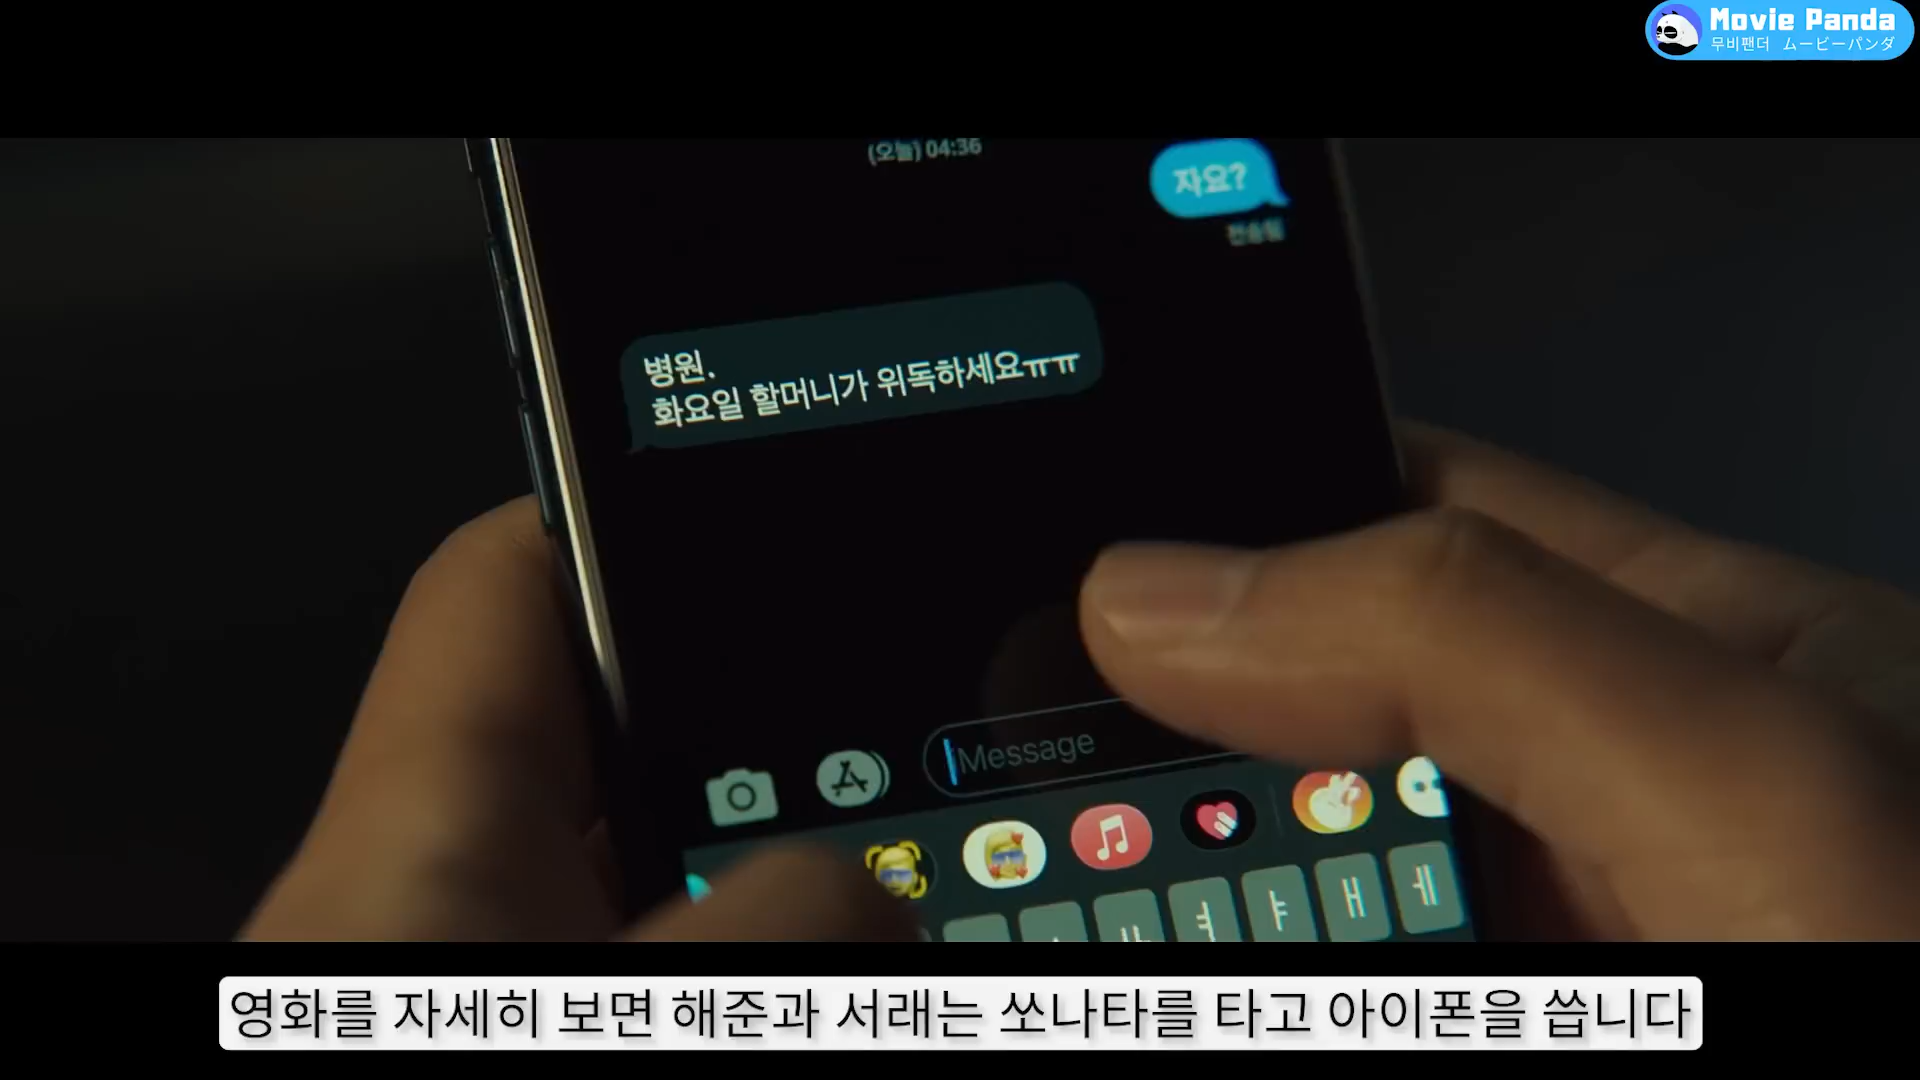 Movie Panda
무비팬더 ムービーパンダ
(오늘) 04:36
자요?
전송됨
병원.
화요일 할머니가 위독하세요ㅠㅠ
Message
ㅕ ㅑ ㅐ ㅔ
영화를 자세히 보면 해준과 서래는 쏘나타를 타고 아이폰을 씁니다